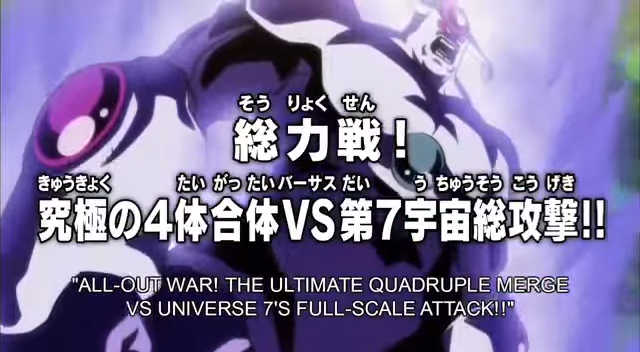 そう りょく せん
総力戦！
きゅうきょく たい がっ たい バーサス だい う ちゅう そう こう げき
究極の4体合体VS第7宇宙総攻撃!!
"ALL-OUT WAR! THE ULTIMATE QUADRUPLE MERGE
VS UNIVERSE 7'S FULL-SCALE ATTACK!!"